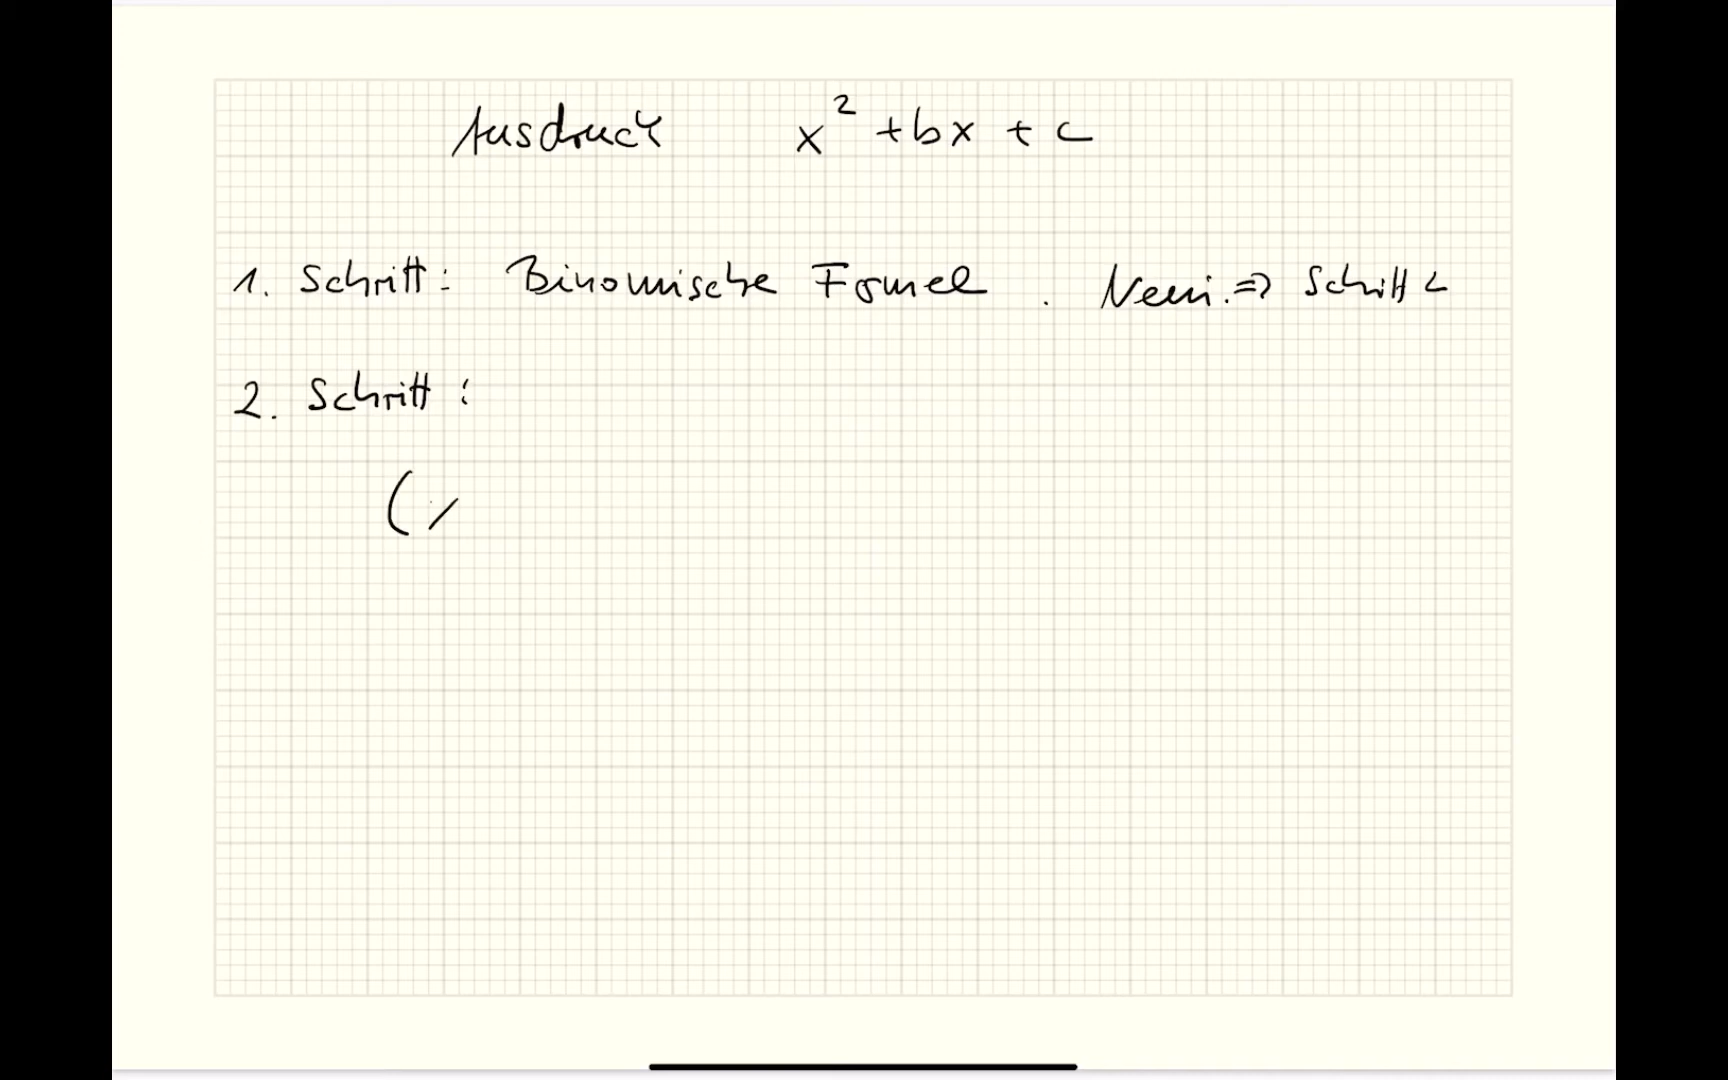 Ausdruck x² + bx + c
1. Schritt: Binomische Formel. Nein. => Schritt 2
2. Schritt:
(